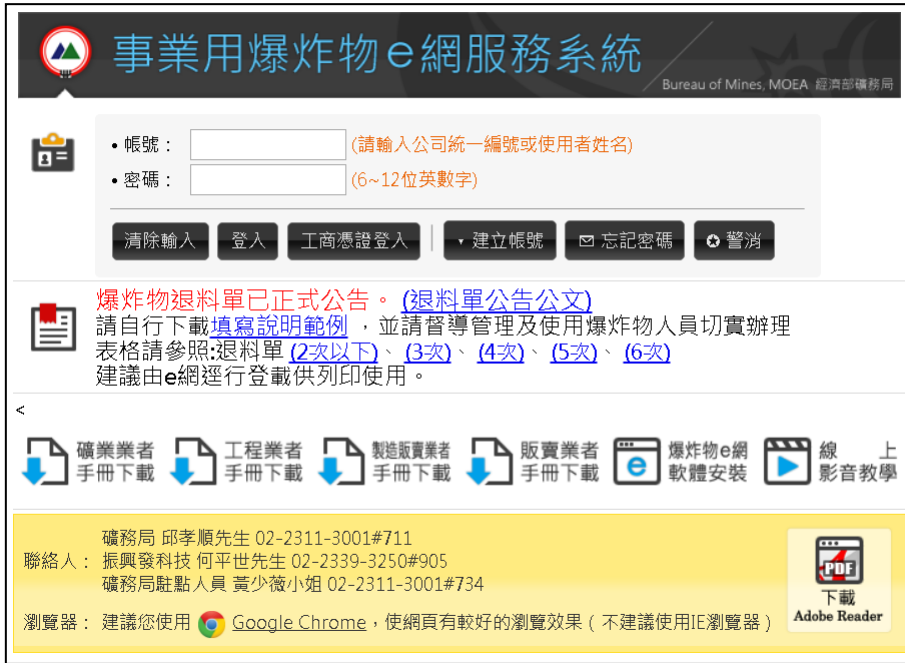 事業用爆炸物e網服務系統
Bureau of Mines, MOEA 經濟部礦務局
• 帳號： (請輸入公司統一編號或使用者姓名)
• 密碼： (6~12位英數字)
清除輸入 登入 工商憑證登入 建立帳號 忘記密碼 警消
爆炸物退料單已正式公告。 (退料單公告公文)
請自行下載填寫說明範例 ，並請督導管理及使用爆炸物人員切實辦理
表格請參照:退料單 (2次以下)、 (3次)、 (4次)、 (5次)、 (6次)
建議由e網逕行登載供列印使用。
<
礦業業者 手冊下載
工程業者 手冊下載
製造販賣業者 手冊下載
販賣業者 手冊下載
爆炸物e網 軟體安裝
線 上 影音教學
礦務局 邱孝順先生 02-2311-3001#711
聯絡人： 振興發科技 何平世先生 02-2339-3250#905
礦務局駐點人員 黃少薇小姐 02-2311-3001#734
瀏覽器： 建議您使用 Google Chrome，使網頁有較好的瀏覽效果 ( 不建議使用IE瀏覽器 )
PDF
下載
Adobe Reader